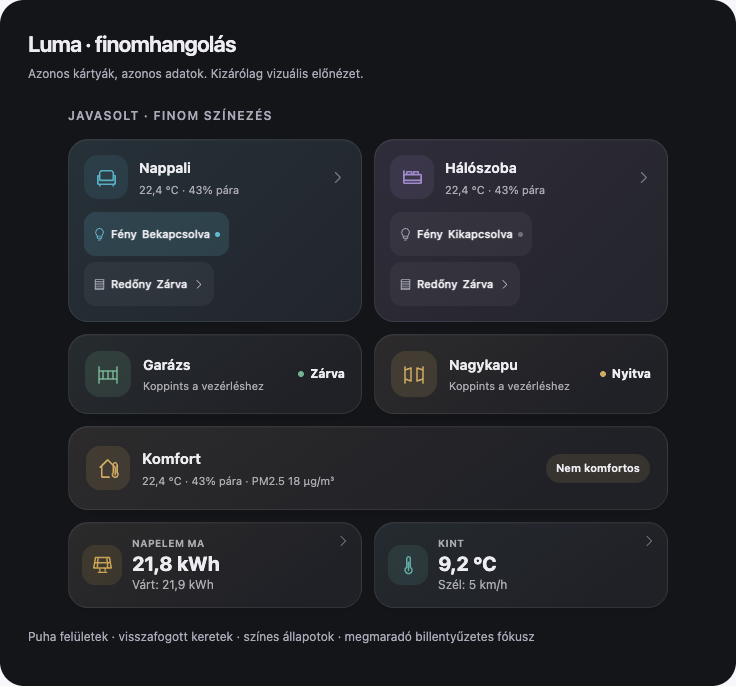 Luma · finomhangolás
Azonos kártyák, azonos adatok. Kizárólag vizuális előnézet.
JAVASOLT · FINOM SZÍNEZÉS
Nappali
22,4 °C · 43% pára
Fény Bekapcsolva
Redőny Zárva
Hálószoba
22,4 °C · 43% pára
Fény Kikapcsolva
Redőny Zárva
Garázs
Koppints a vezérléshez
Zárva
Nagykapu
Koppints a vezérléshez
Nyitva
Komfort
22,4 °C · 43% pára · PM2.5 18 µg/m³
Nem komfortos
NAPELEM MA
21,8 kWh
Várt: 21,9 kWh
KINT
9,2 °C
Szél: 5 km/h
Puha felületek · visszafogott keretek · színes állapotok · megmaradó billentyűzetes fókusz